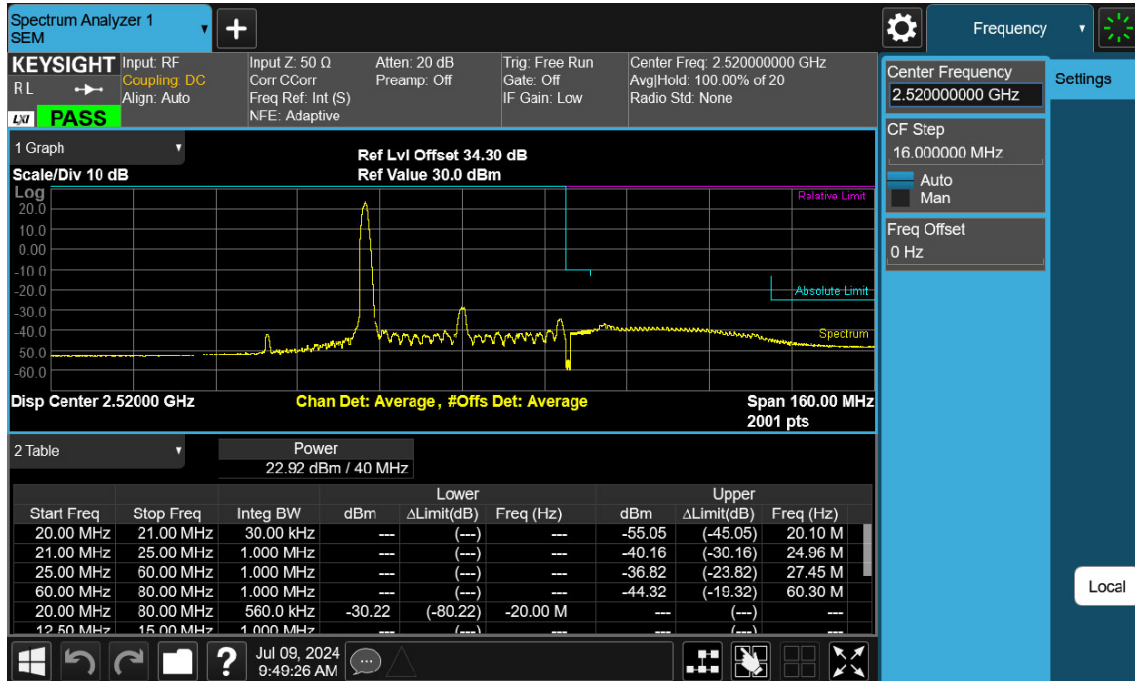 Spectrum Analyzer 1
SEM
+
Frequency
KEYSIGHT
Input: RF
Coupling: DC
Align: Auto
Input Z: 50 Ω
Corr CCorr
Freq Ref: Int (S)
NFE: Adaptive
Atten: 20 dB
Preamp: Off
Trig: Free Run
Gate: Off
IF Gain: Low
Center Freq: 2.520000000 GHz
Avg|Hold: 100.00% of 20
Radio Std: None
R L
LXI
PASS
Center Frequency
2.520000000 GHz
Settings
CF Step
16.000000 MHz
Auto
Man
Freq Offset
0 Hz
1 Graph
Scale/Div 10 dB
Ref Lvl Offset 34.30 dB
Ref Value 30.0 dBm
Log
Relative Limit
20.0
10.0
0.00
-10.0
-20.0
Absolute Limit
-30.0
-40.0
Spectrum
-50.0
-60.0
Disp Center 2.52000 GHz
Chan Det: Average , #Offs Det: Average
Span 160.00 MHz
2001 pts
2 Table
Power
22.92 dBm / 40 MHz
Lower Upper
Start Freq Stop Freq Integ BW dBm ΔLimit(dB) Freq (Hz) dBm ΔLimit(dB) Freq (Hz)
20.00 MHz 21.00 MHz 30.00 kHz --- (---) --- -55.05 (-45.05) 20.10 M
21.00 MHz 25.00 MHz 1.000 MHz --- (---) --- -40.16 (-30.16) 24.96 M
25.00 MHz 60.00 MHz 1.000 MHz --- (---) --- -36.82 (-23.82) 27.45 M
60.00 MHz 80.00 MHz 1.000 MHz --- (---) --- -44.32 (-19.32) 60.30 M
20.00 MHz 80.00 MHz 560.0 kHz -30.22 (-80.22) -20.00 M --- (---) ---
12.50 MHz 15.00 MHz 1.000 MHz --- (---) --- --- (---) ---
Local
?
Jul 09, 2024
9:49:26 AM